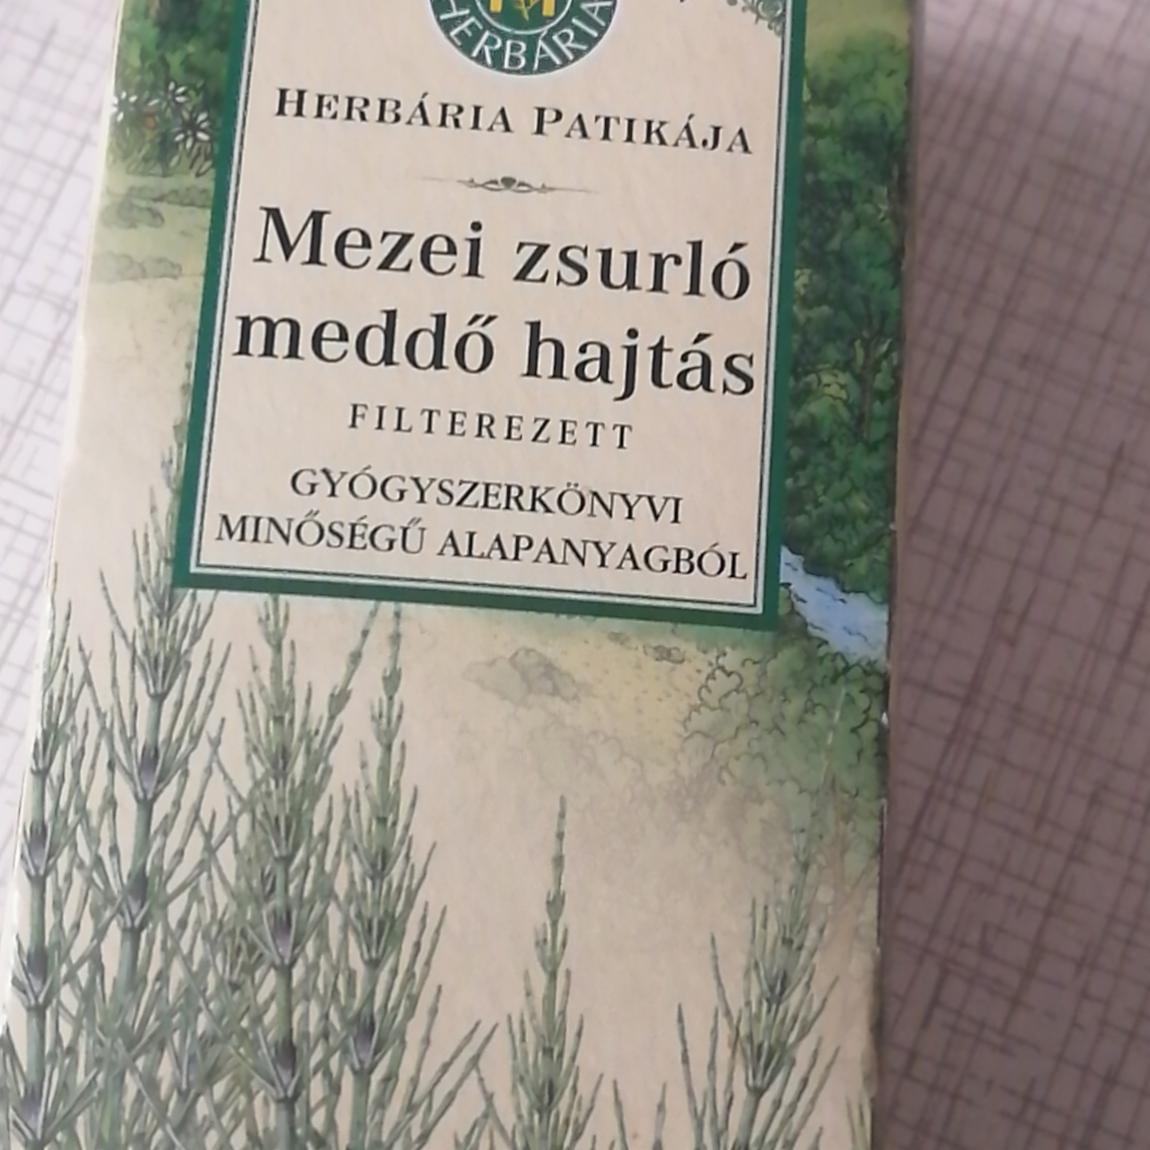 HERBÁRIA
HERBÁRIA PATIKÁJA
Mezei zsurló
meddő hajtás
FILTEREZETT
GYÓGYSZERKÖNYVI
MINŐSÉGŰ ALAPANYAGBÓL